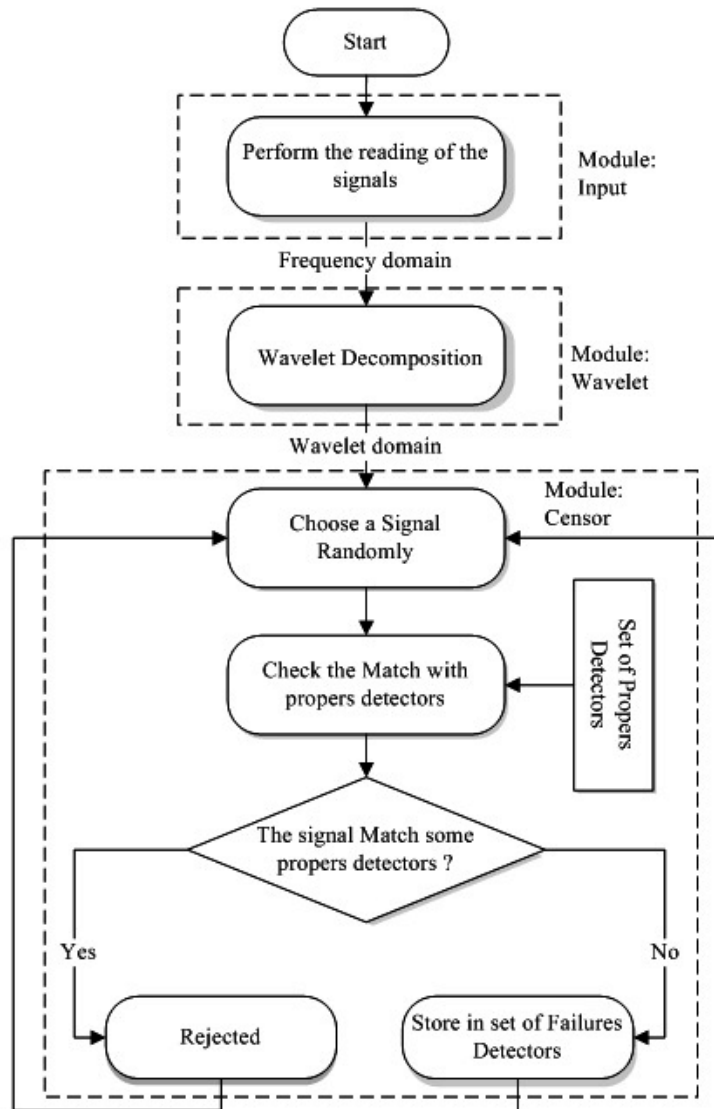 Start
Perform the reading of the
signals
Module:
Input
Frequency domain
Wavelet Decomposition
Module:
Wavelet
Wavelet domain
Module:
Censor
Choose a Signal
Randomly
Check the Match with
propers detectors
Set of Propers
Detectors
The signal Match some
propers detectors ?
Yes
No
Rejected
Store in set of Failures
Detectors